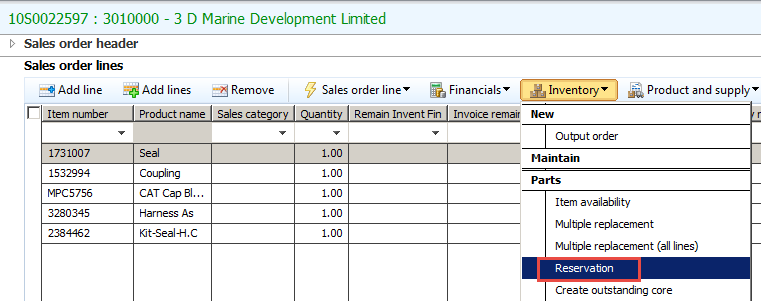 10S0022597 : 3010000 - 3 D Marine Development Limited
Sales order header
Sales order lines
Add line Add lines Remove Sales order line Financials Inventory Product and supply
Item number Product name Sales category Quantity Remain Invent Fin Invoice remain
New
Output order
Maintain
Parts
1731007 Seal 1.00
1532994 Coupling 1.00
Item availability
MPC5756 CAT Cap Bl... 1.00
Multiple replacement
3280345 Harness As 1.00
Multiple replacement (all lines)
2384462 Kit-Seal-H.C 1.00
Reservation
Create outstanding core